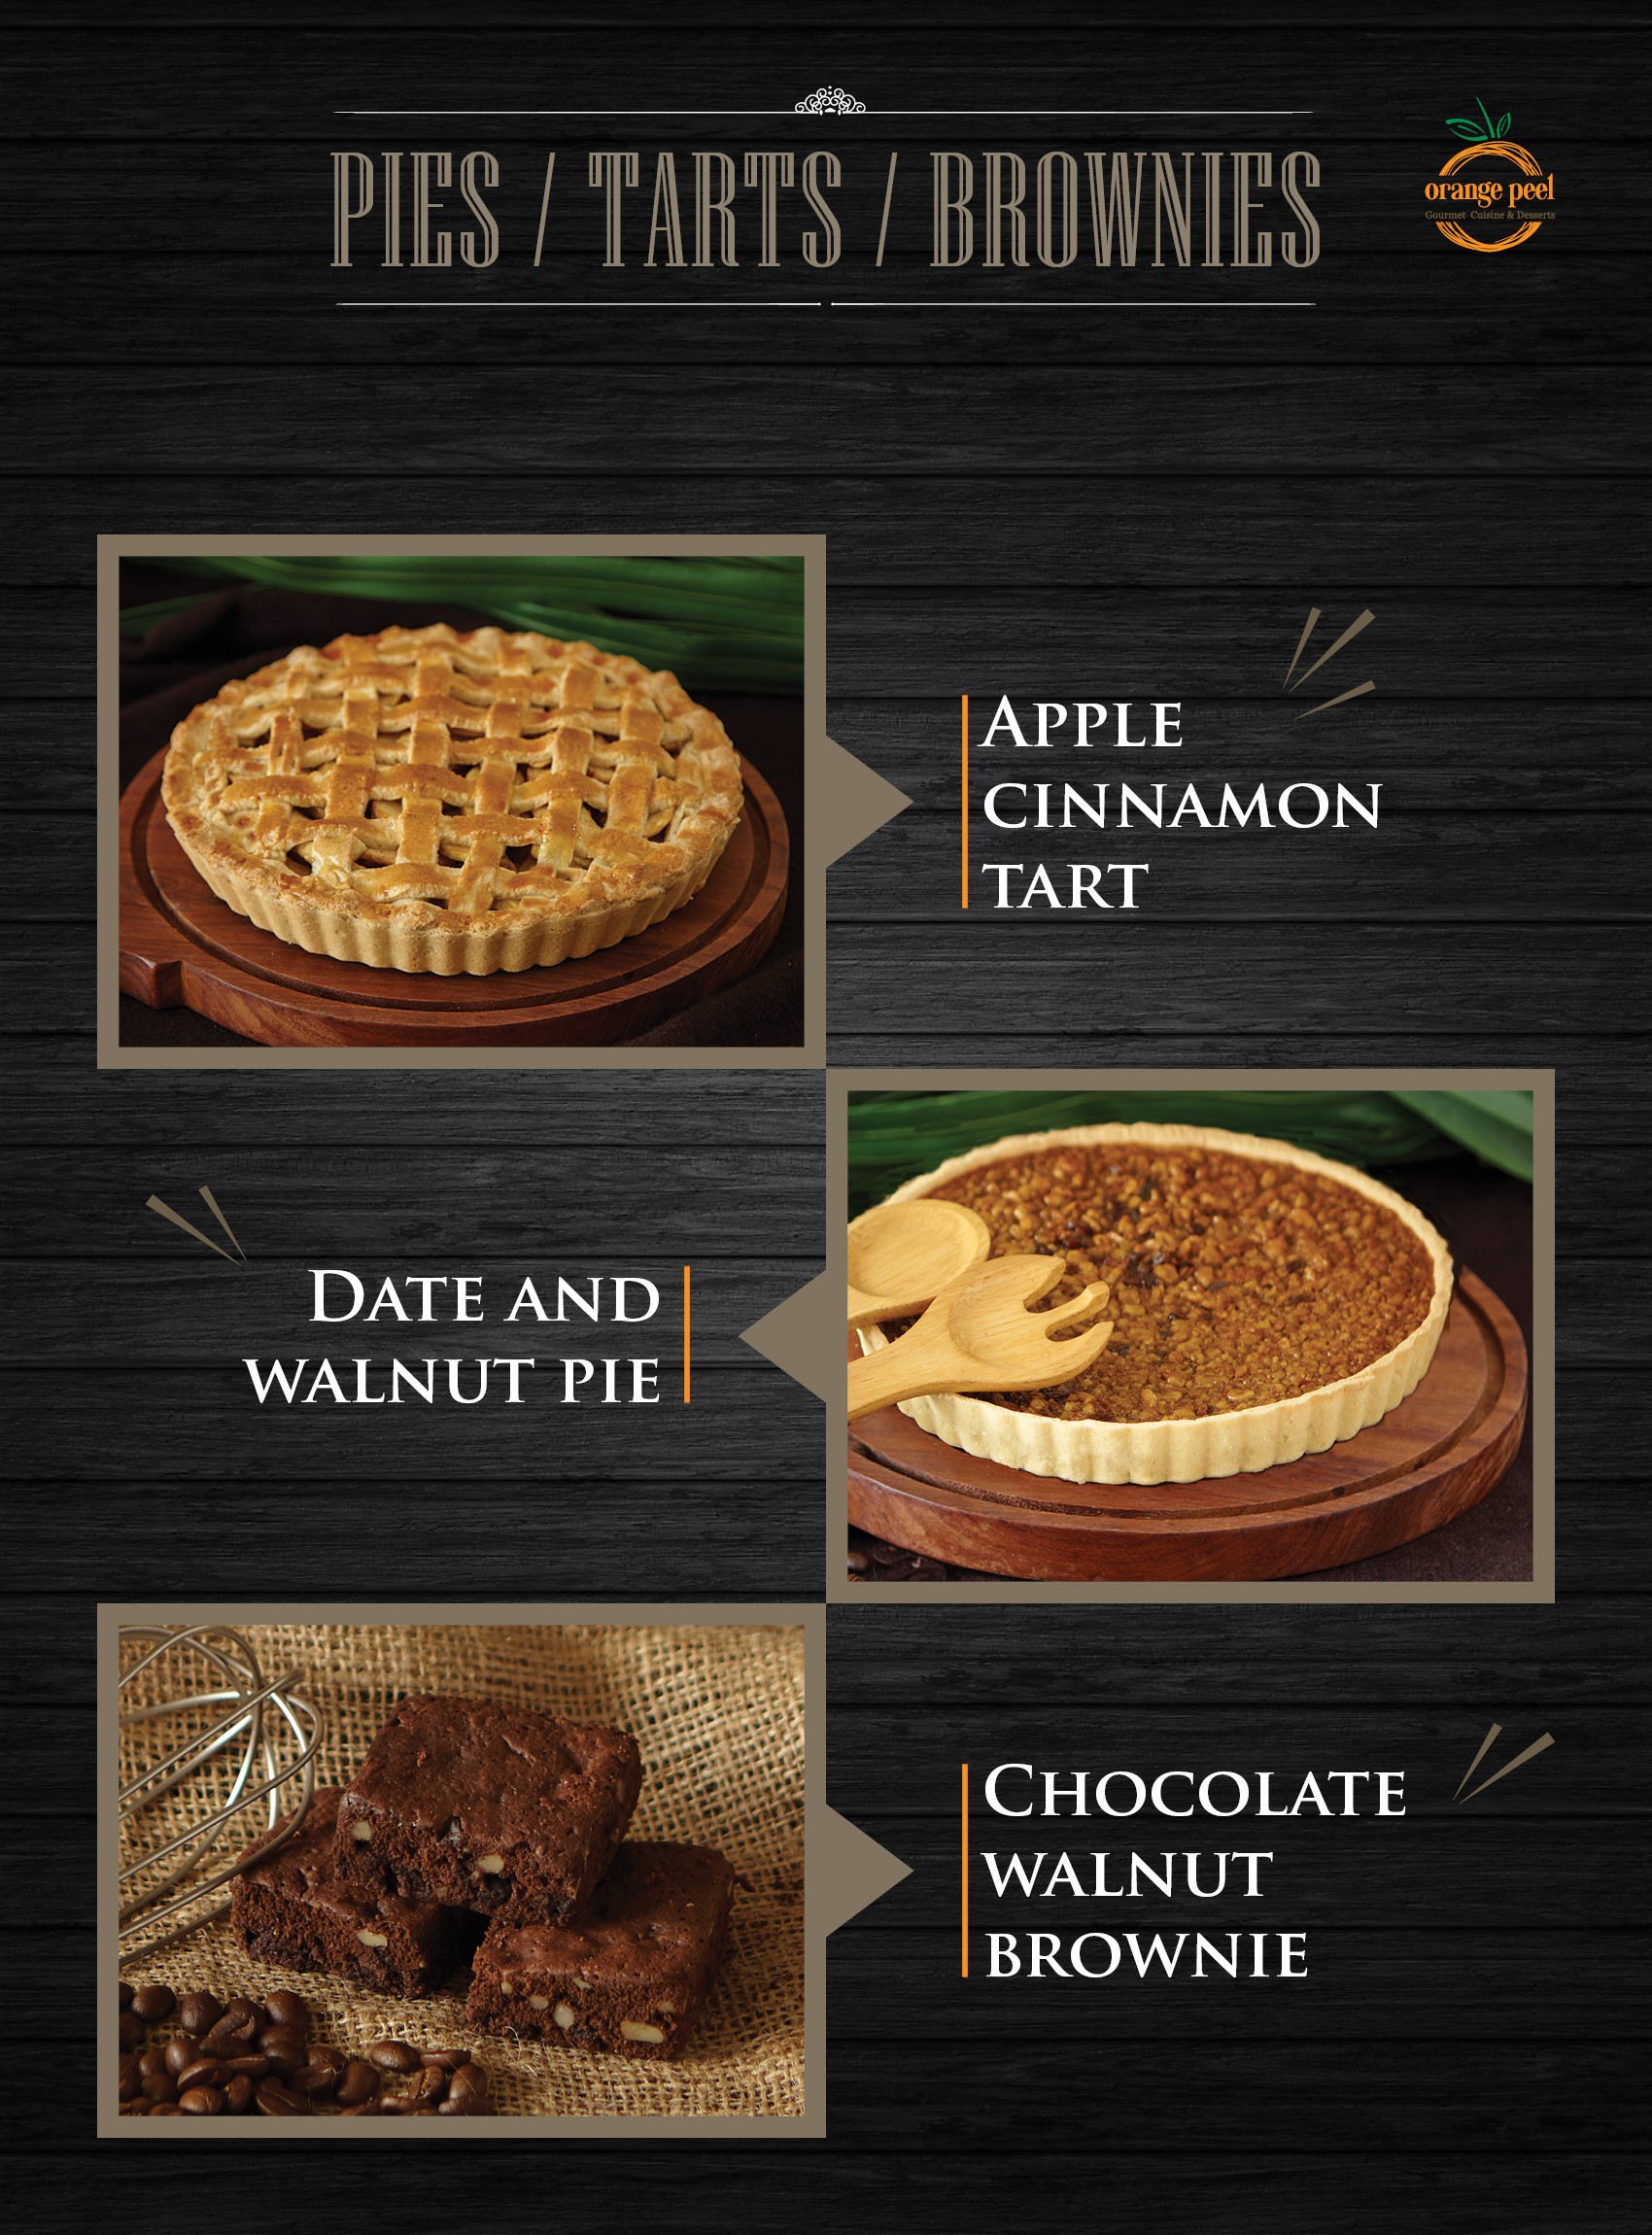 PIES / TARTS / BROWNIES
orange peel
Gourmet Cuisine & Desserts
APPLE
CINNAMON
TART
DATE AND
WALNUT PIE
CHOCOLATE
WALNUT
BROWNIE